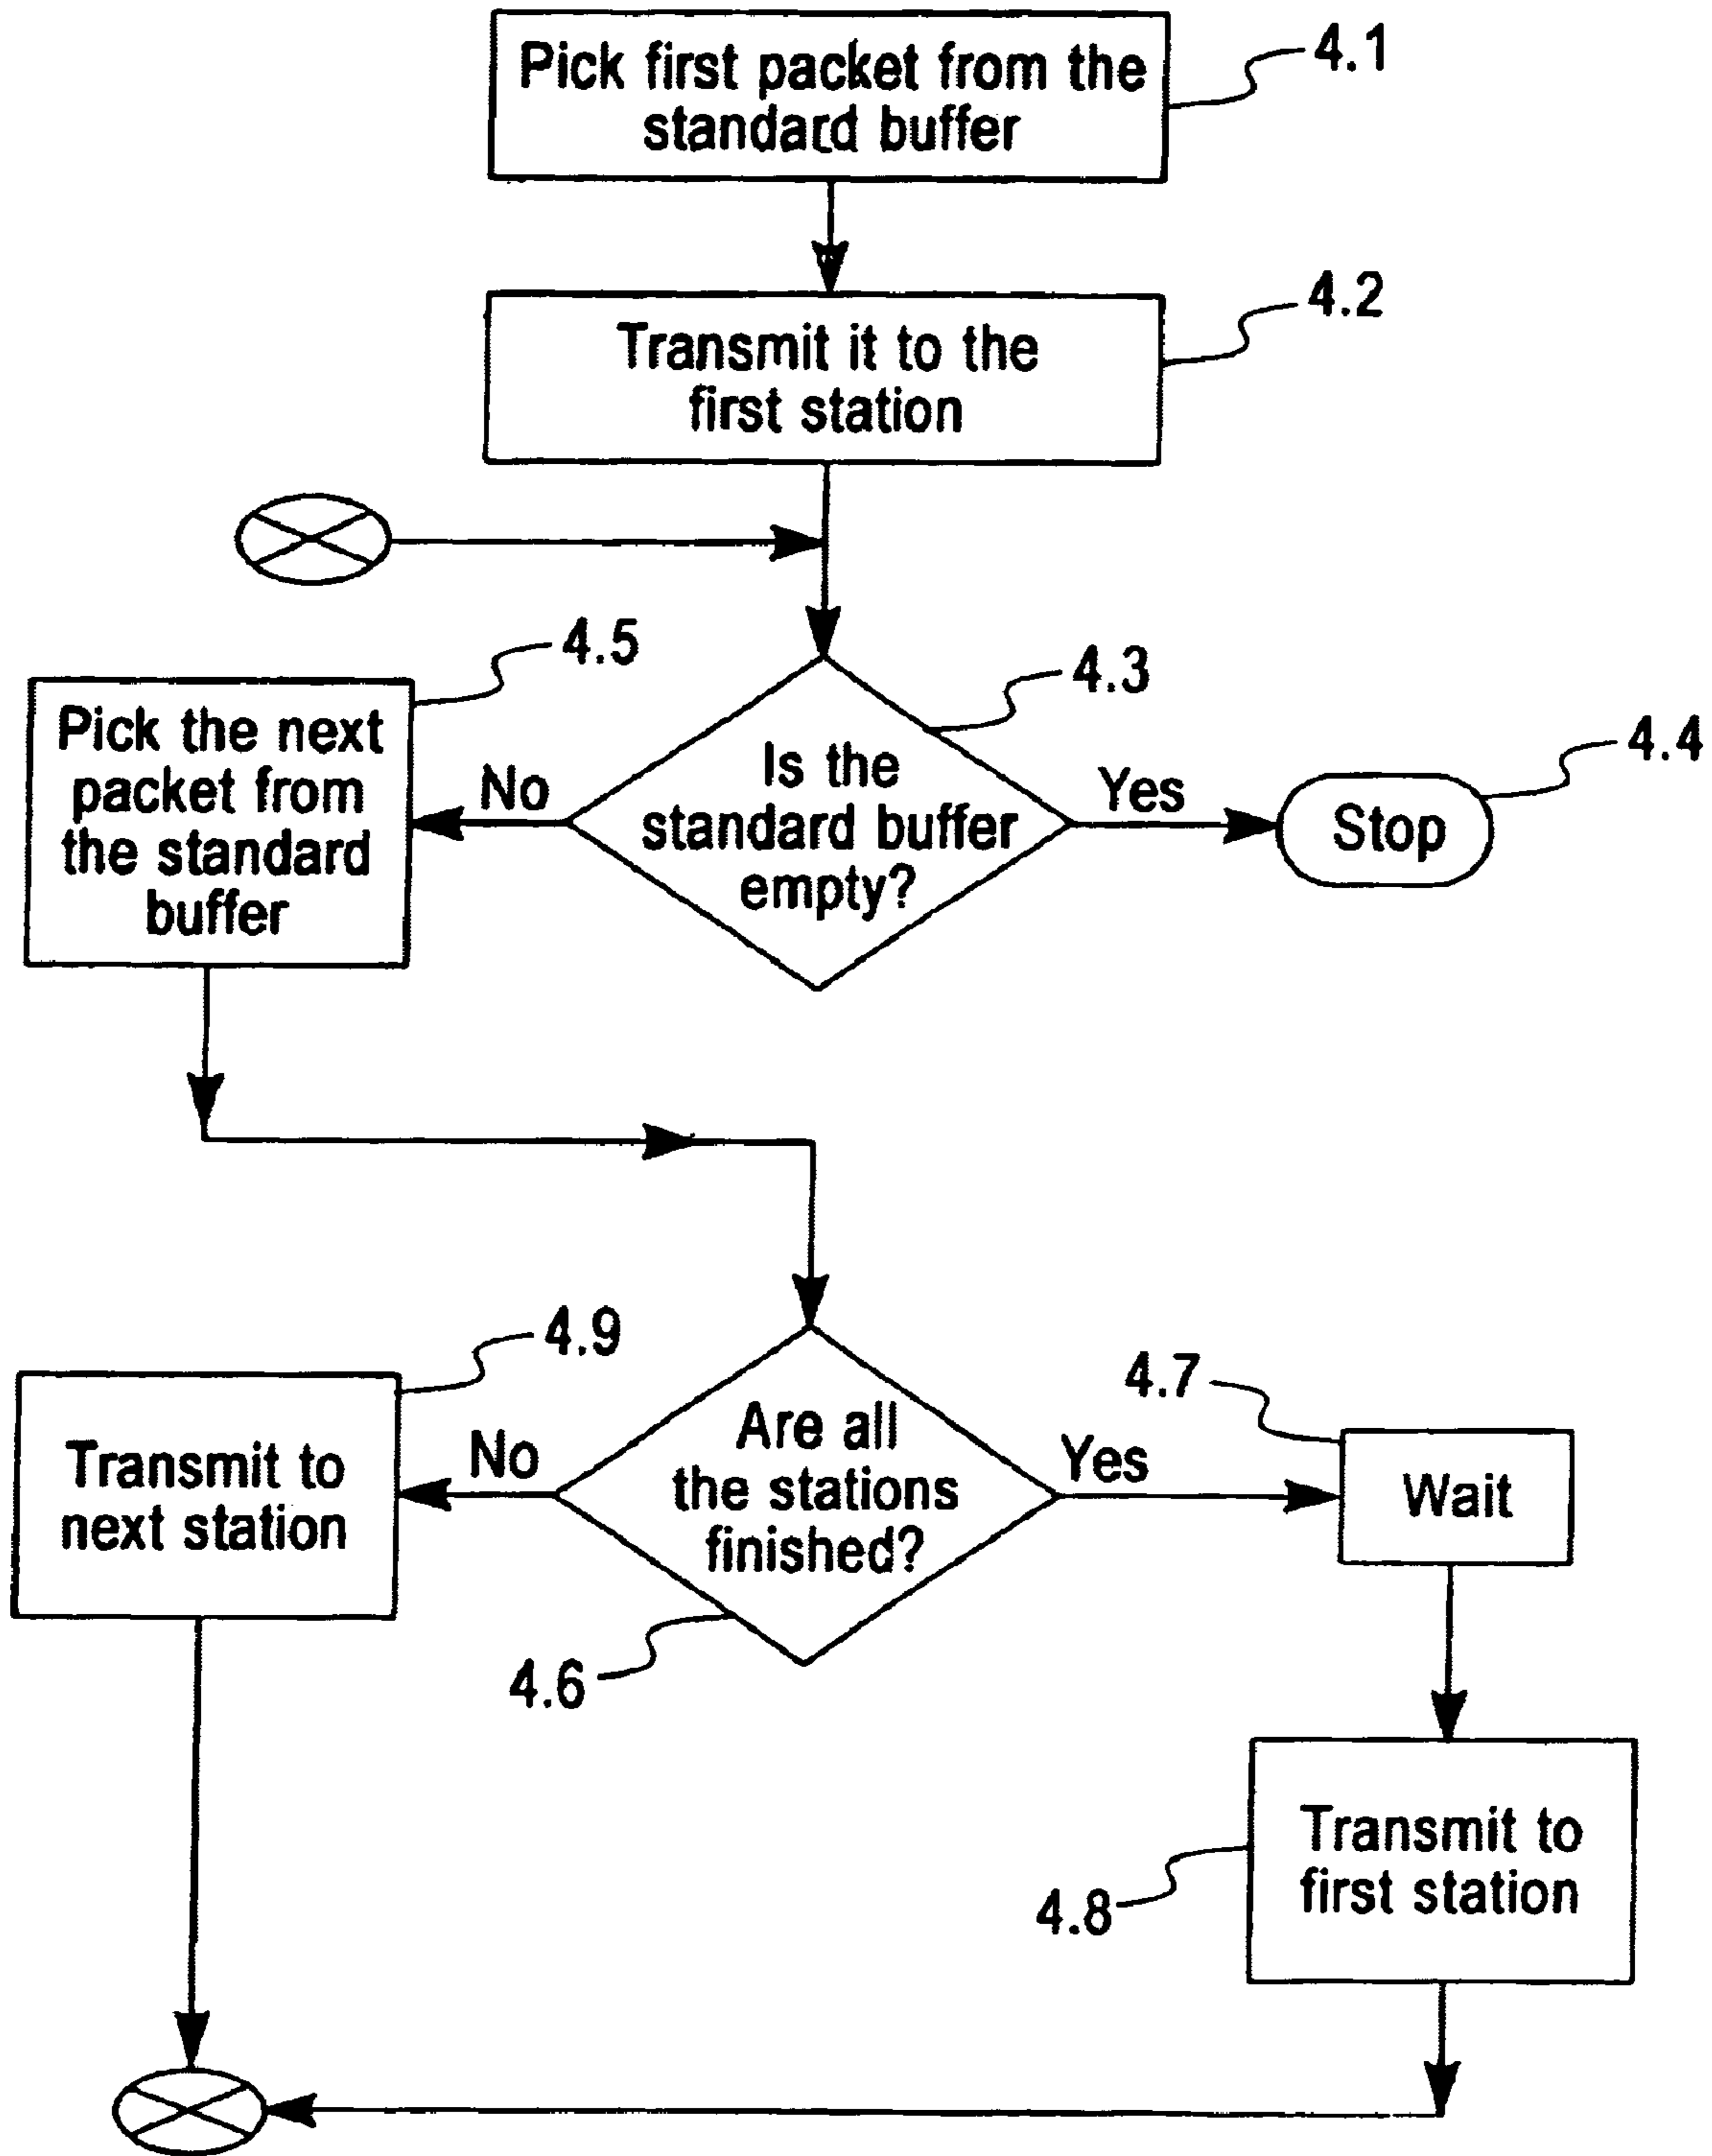 Pick first packet from the
standard buffer
4.1
Transmit it to the
first station
4.2
4.5
Pick the next
packet from
the standard
buffer
No
4.3
Is the
standard buffer
empty?
Yes
4.4
Stop
4.9
Transmit to
next station
No
Are all
the stations
finished?
4.6
Yes
4.7
Wait
Transmit to
first station
4.8